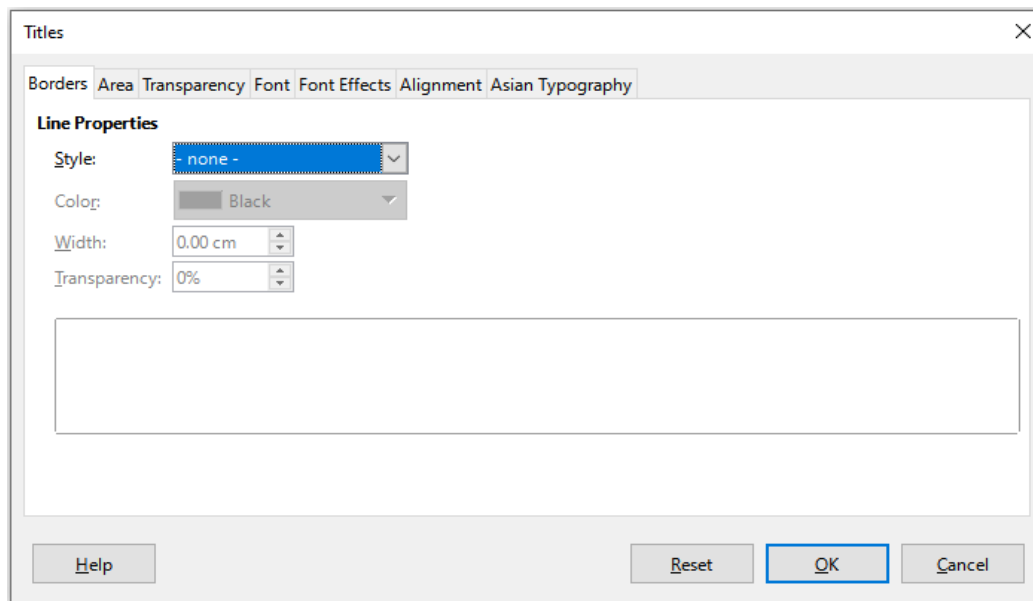 Titles
Borders Area Transparency Font Font Effects Alignment Asian Typography
Line Properties
Style: - none -
Color: Black
Width: 0.00 cm
Transparency: 0%
Help Reset OK Cancel